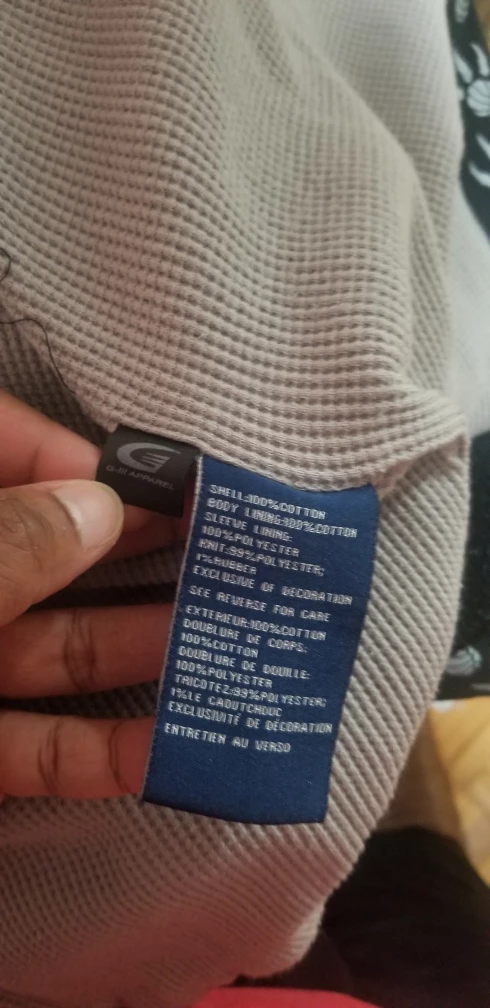 G-III APPAREL
SHELL:100%COTTON
BODY LINING:100%COTTON
SLEEVE LINING:
100%POLYESTER
KNIT:99%POLYESTER;
1%RUBBER
EXCLUSIVE OF DECORATION
SEE REVERSE FOR CARE
EXTERIEUR:100%COTTON
DOUBLURE DE CORPS:
100%COTTON
DOUBLURE DE DOUILLE:
100%POLYESTER
TRICOTEZ:99%POLYESTER;
1%LE CAOUTCHOUC
EXCLUSIVITÉ DE DÉCORATION
ENTRETIEN AU VERSO